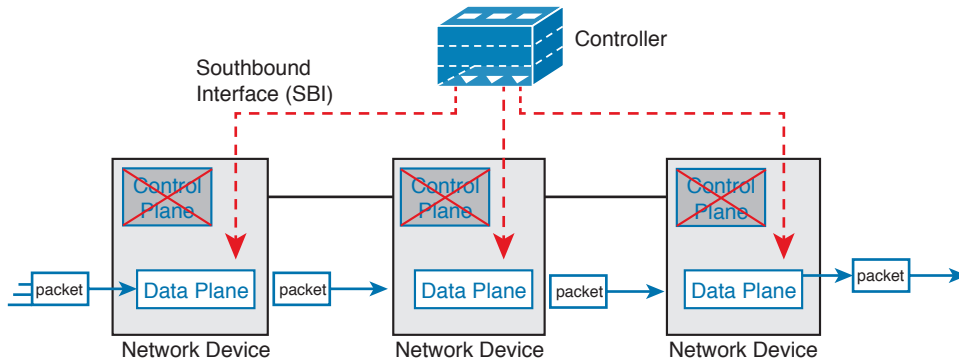 Controller
Southbound
Interface (SBI)
Control
Plane
Control
Plane
Control
Plane
packet
Data Plane
packet
Data Plane
packet
Data Plane
packet
Network Device
Network Device
Network Device